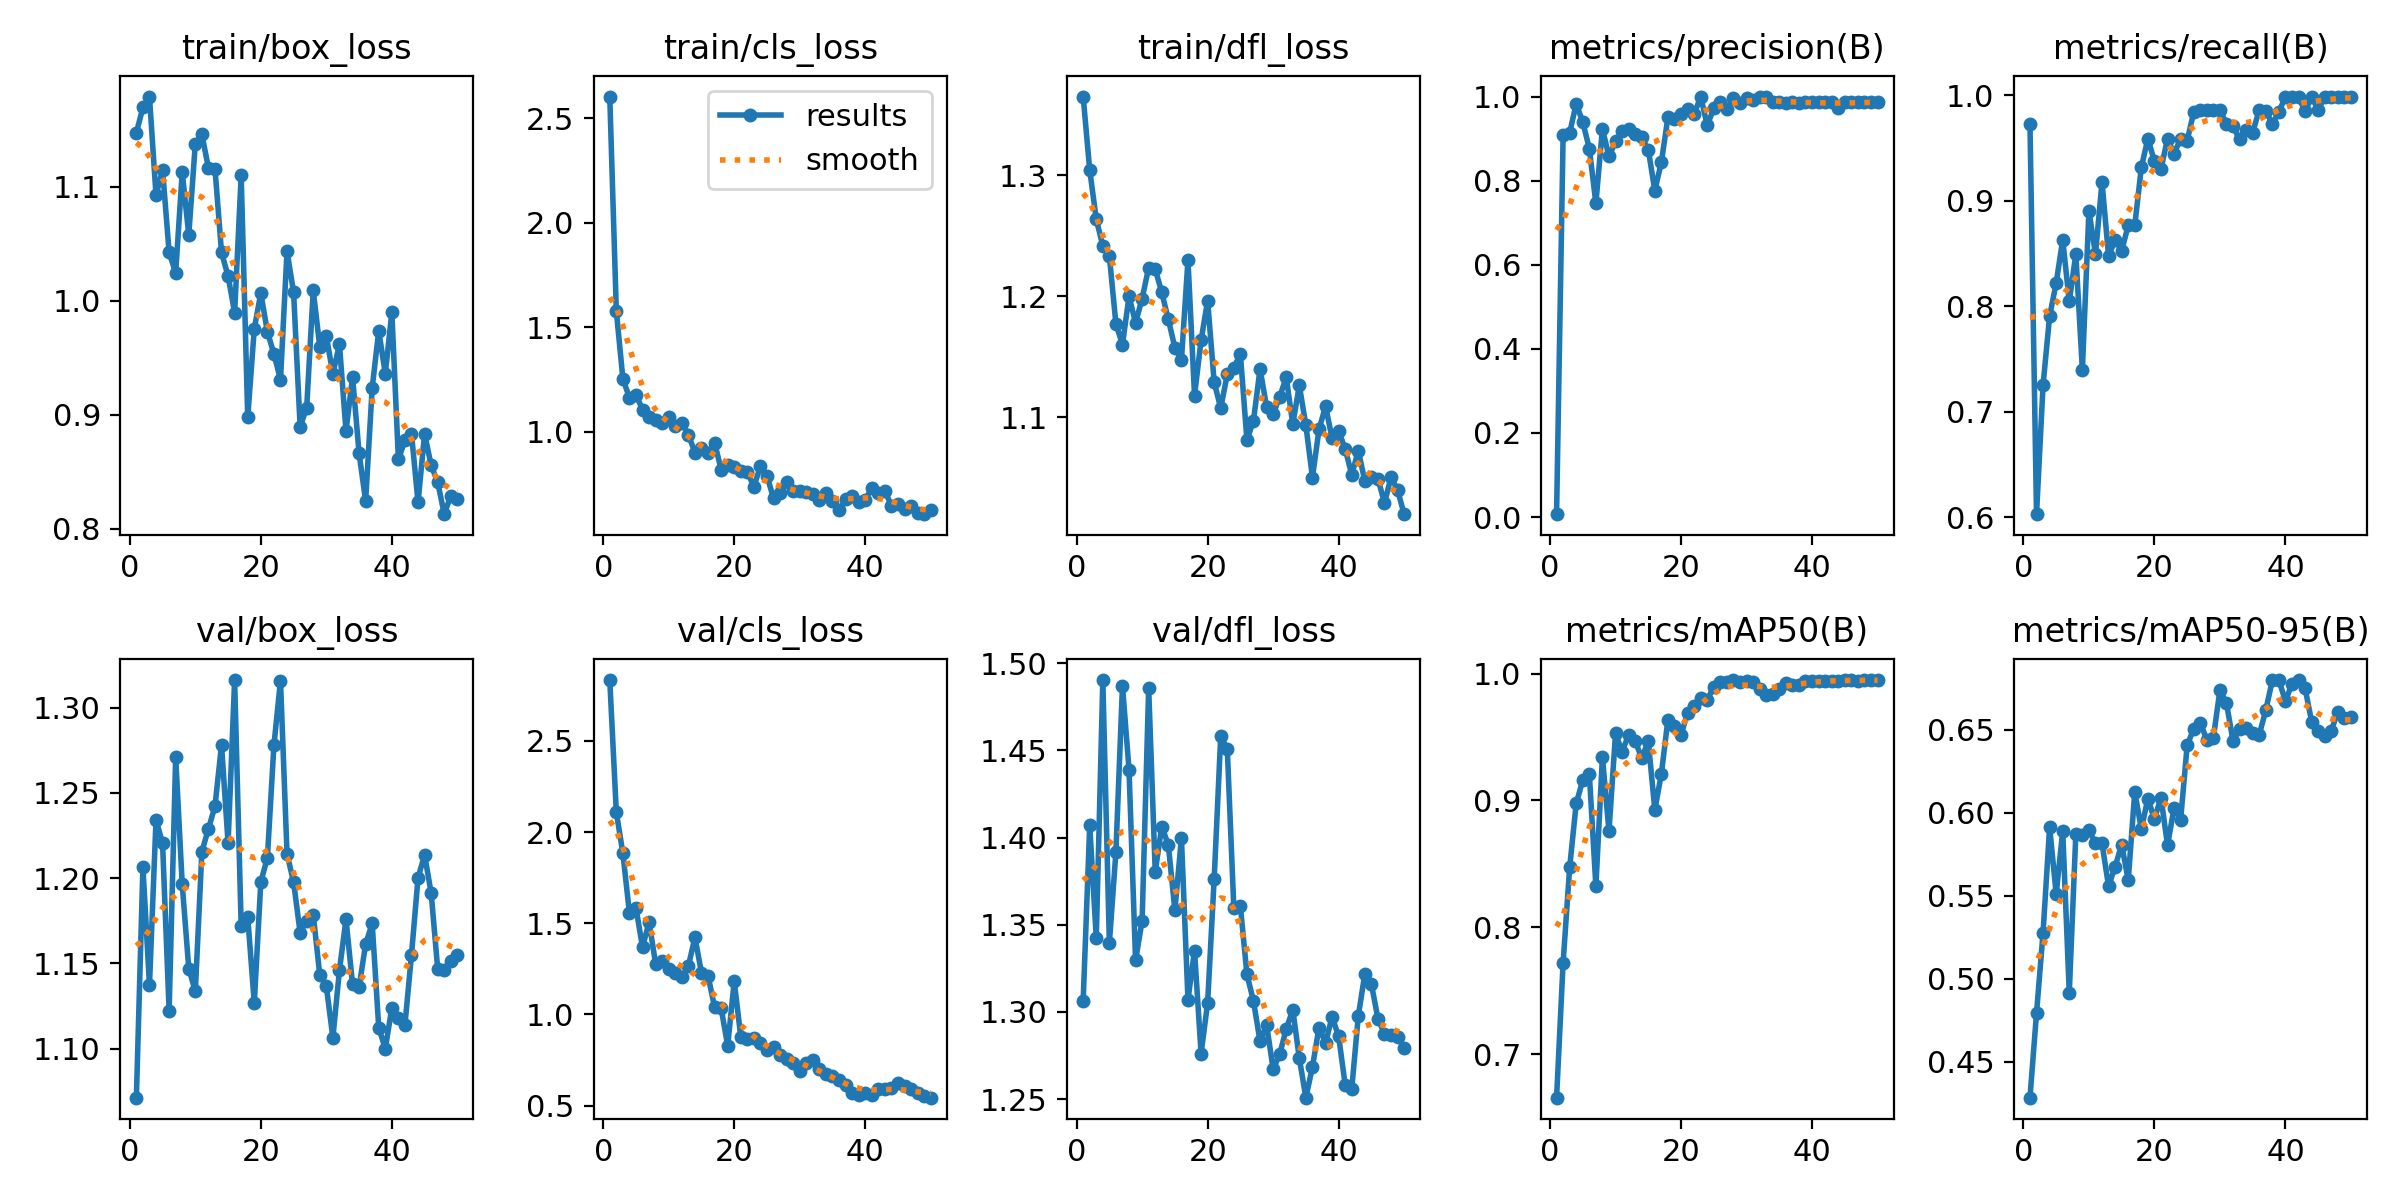 train/box_loss
1.1
1.0
0.9
0.8
0 20 40
train/cls_loss
2.5
2.0
1.5
1.0
0 20 40
results
smooth
train/dfl_loss
1.3
1.2
1.1
0 20 40
metrics/precision(B)
1.0
0.8
0.6
0.4
0.2
0.0
0 20 40
metrics/recall(B)
1.0
0.9
0.8
0.7
0.6
0 20 40
val/box_loss
1.30
1.25
1.20
1.15
1.10
0 20 40
val/cls_loss
2.5
2.0
1.5
1.0
0.5
0 20 40
val/dfl_loss
1.50
1.45
1.40
1.35
1.30
1.25
0 20 40
metrics/mAP50(B)
1.0
0.9
0.8
0.7
0 20 40
metrics/mAP50-95(B)
0.65
0.60
0.55
0.50
0.45
0 20 40